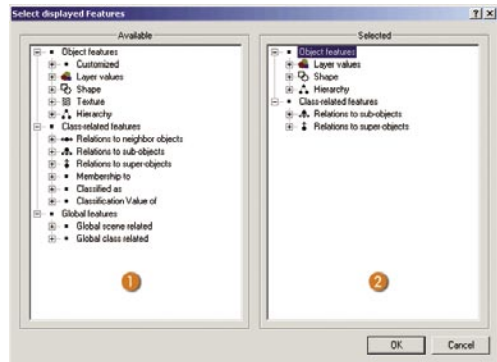 Select displayed Features
Available
Object features
Customized
Layer values
Shape
Texture
Hierarchy
Class-related features
Relations to neighbor objects
Relations to sub-objects
Relations to super-objects
Membership to
Classified as
Classification Value of
Global features
Global scene related
Global class related
1
Selected
Object features
Layer values
Shape
Hierarchy
Class-related features
Relations to sub-objects
Relations to super-objects
2
OK
Cancel